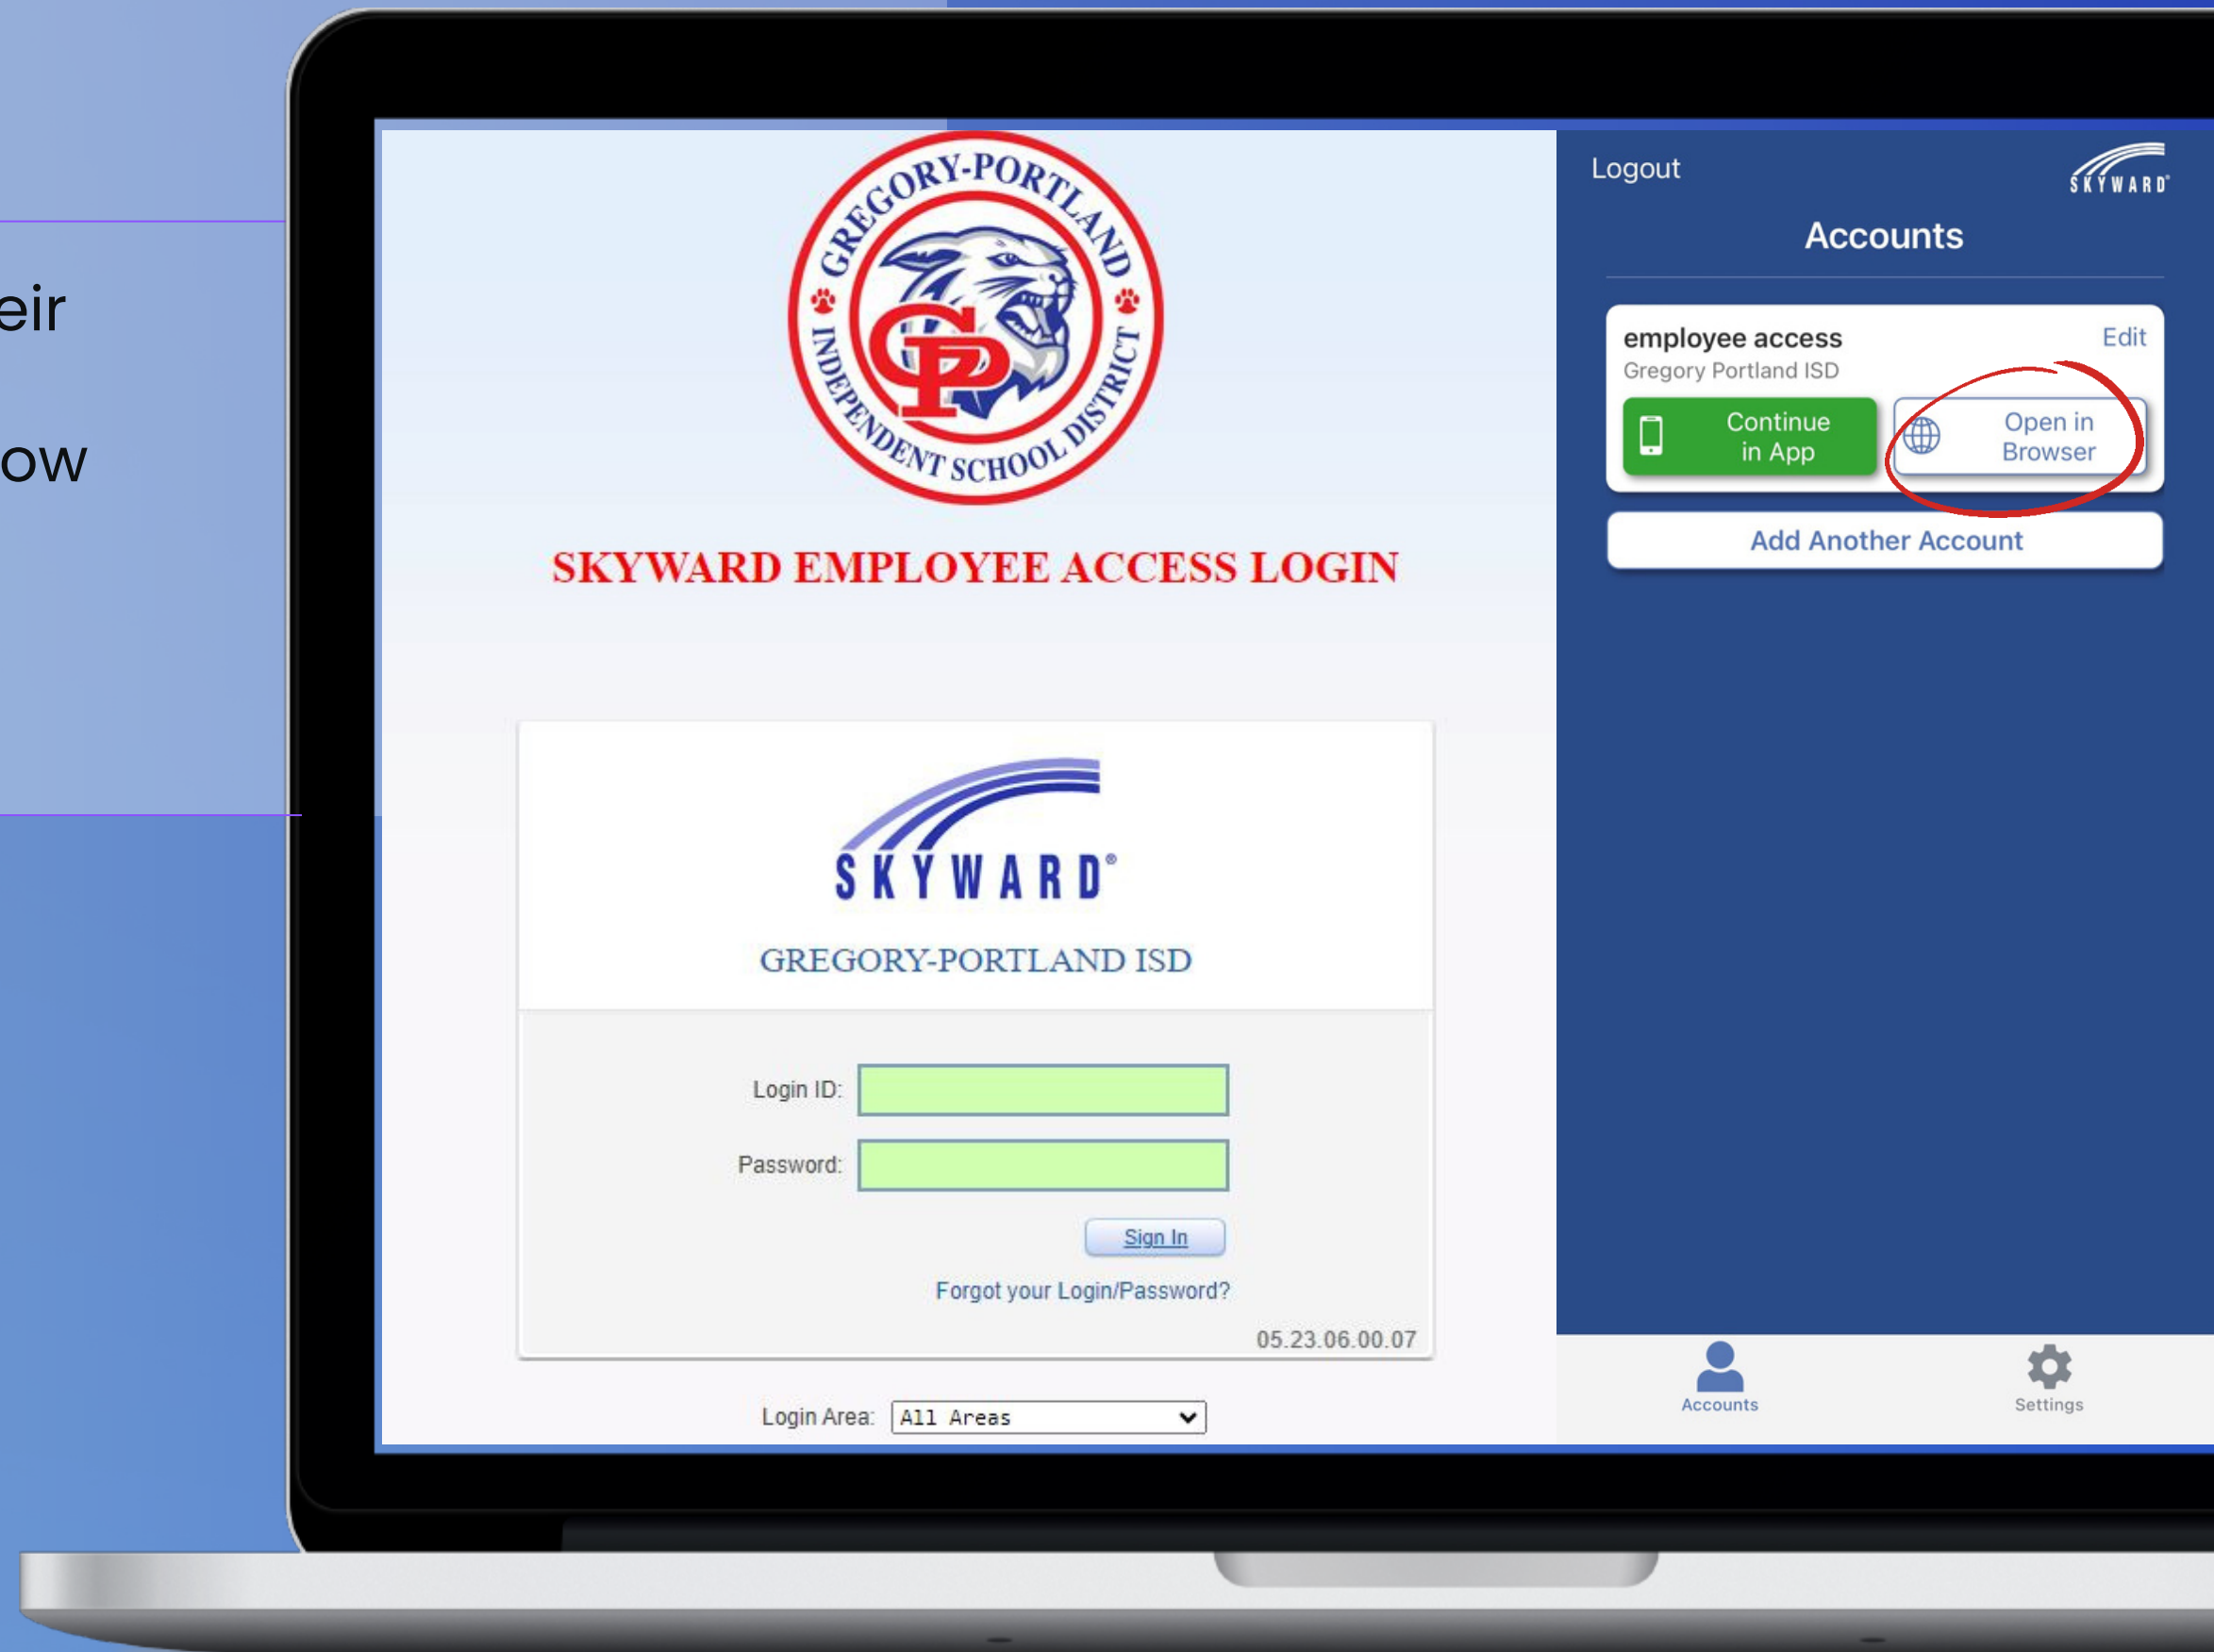 eir
ow
GREGORY-PORTLAND
INDEPENDENT SCHOOL DISTRICT
GP
SKYWARD EMPLOYEE ACCESS LOGIN
SKYWARD®
GREGORY-PORTLAND ISD
Login ID:
Password:
Sign In
Forgot your Login/Password?
05.23.06.00.07
Login Area: All Areas
Logout
SKYWARD®
Accounts
employee access
Edit
Gregory Portland ISD
Continue
in App
Open in
Browser
Add Another Account
Accounts
Settings